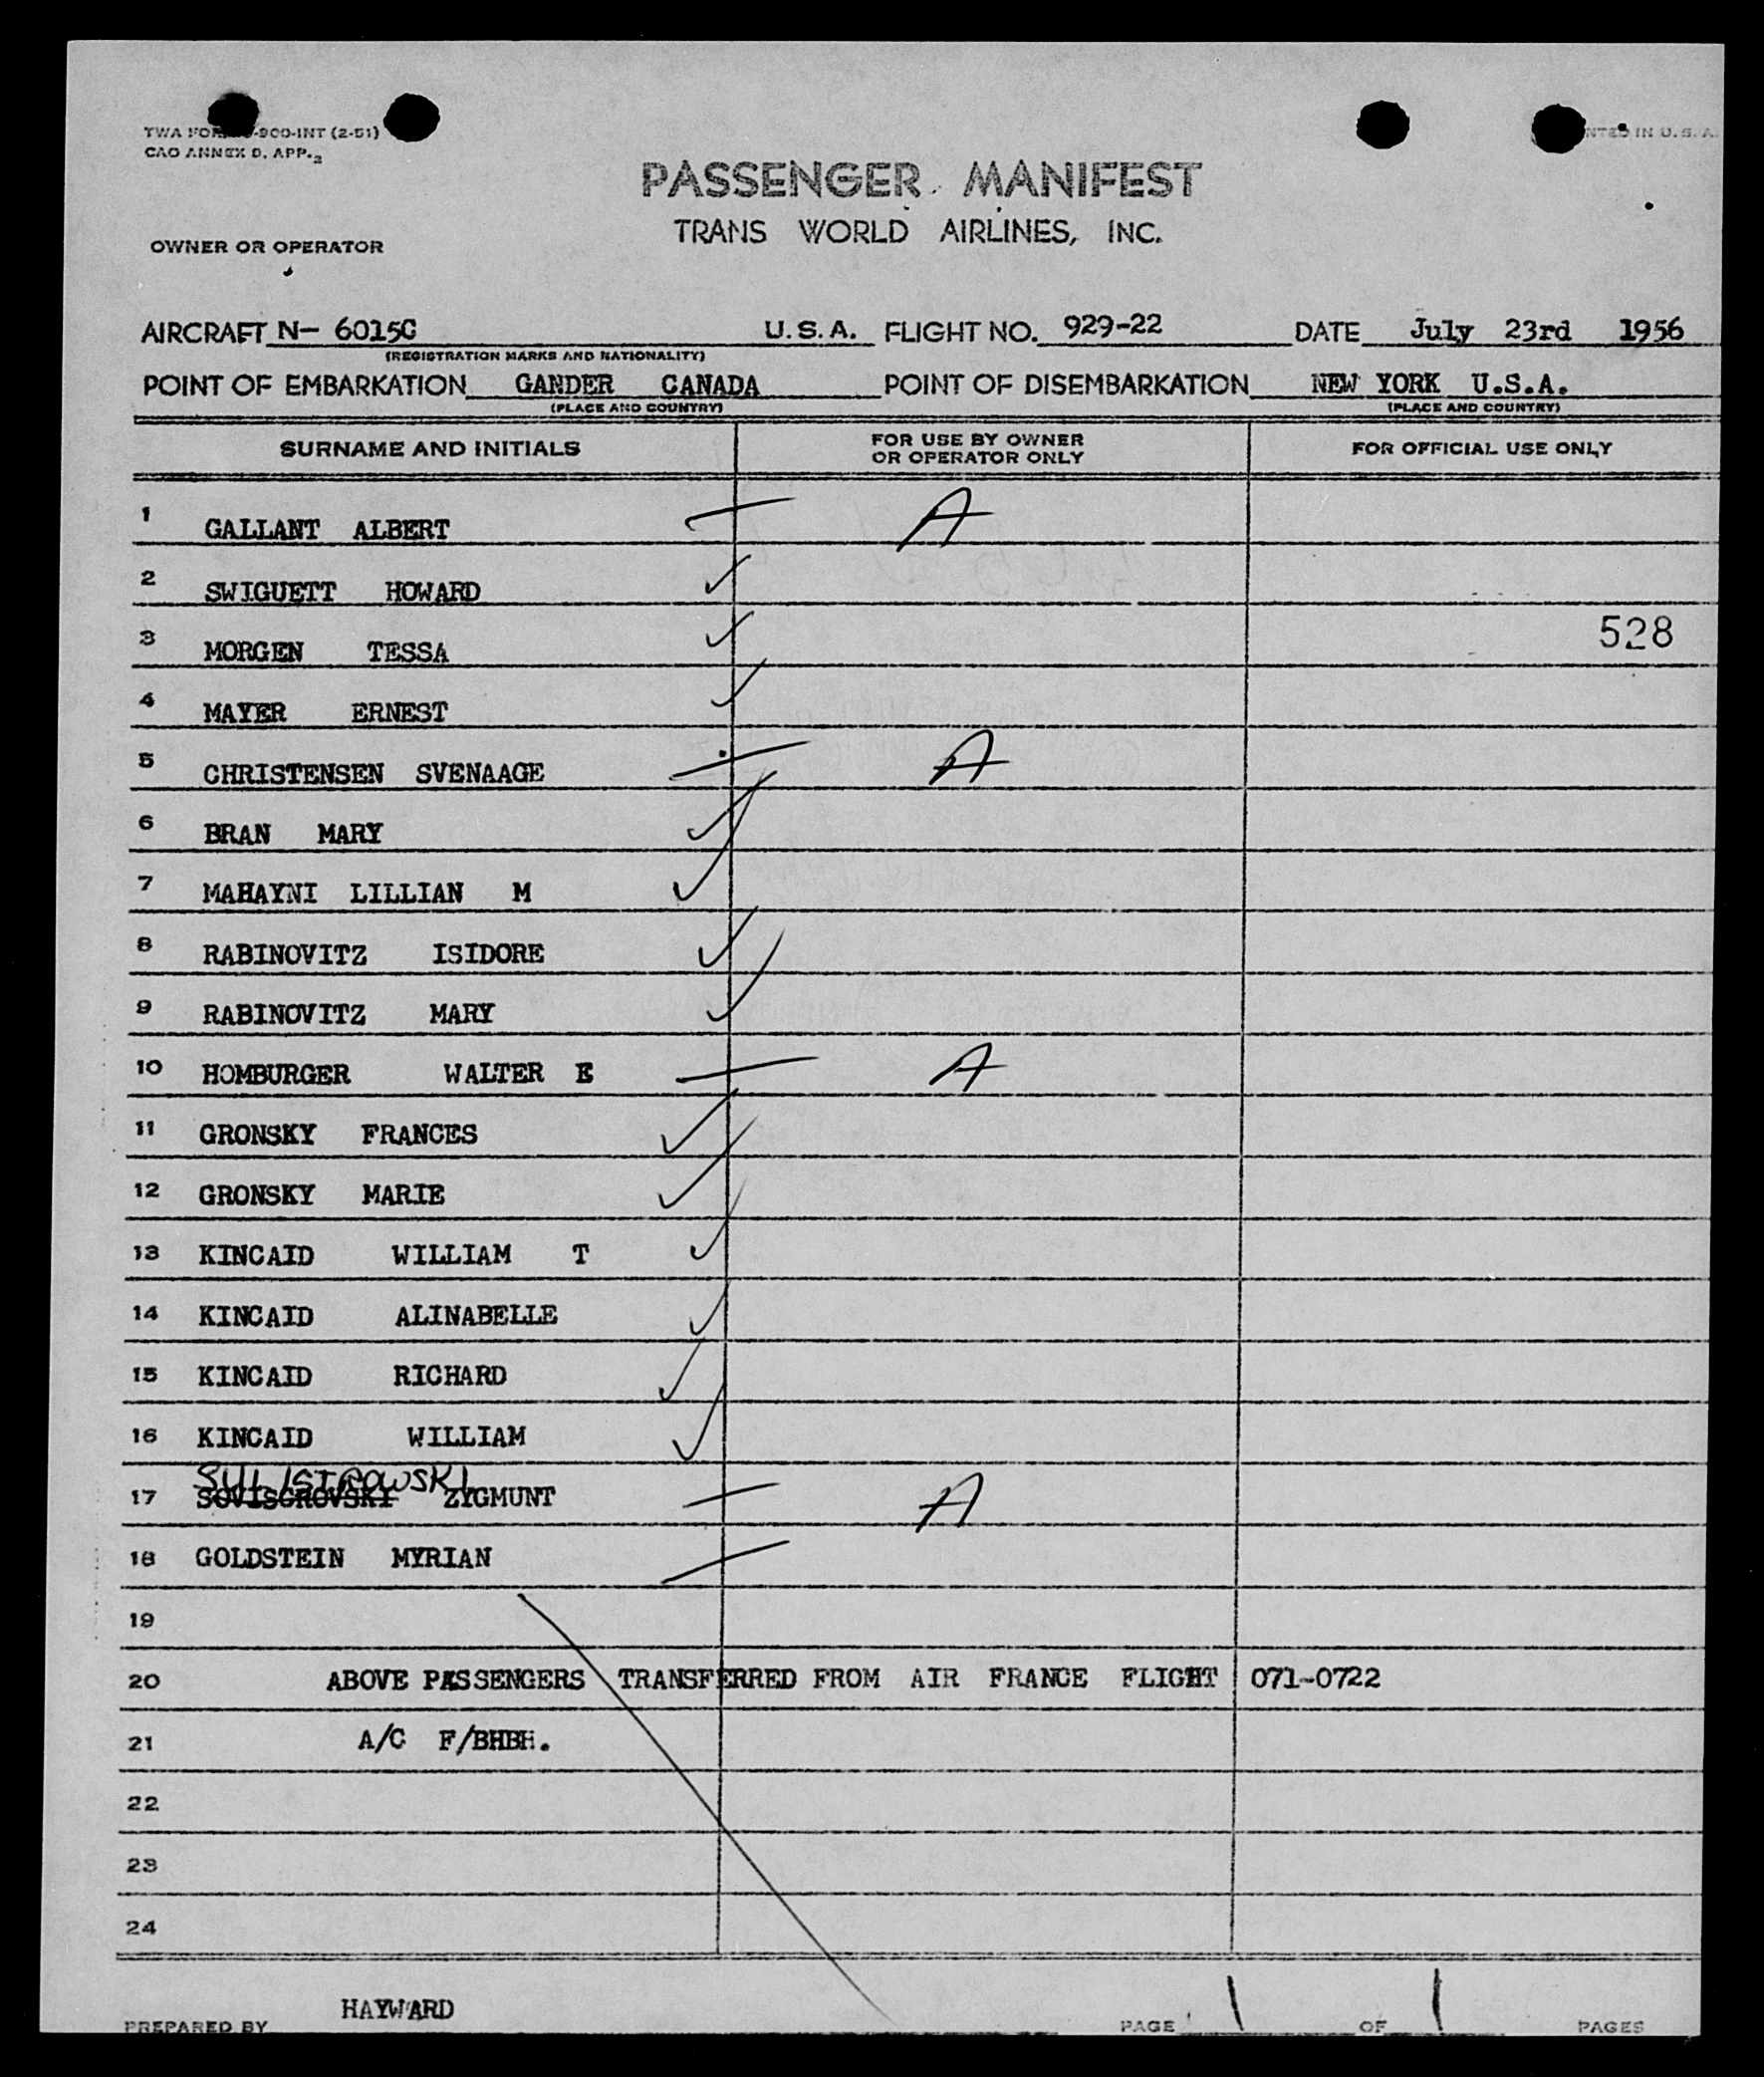 TWA FO -900-INT (2-51)
CAO ANNEX D, APP. 2
NTED IN U. S. A.
PASSENGER MANIFEST
TRANS WORLD AIRLINES, INC.
OWNER OR OPERATOR
AIRCRAFT N- 6015C U.S.A. FLIGHT NO. 929-22 DATE July 23rd 1956
(REGISTRATION MARKS AND NATIONALITY)
POINT OF EMBARKATION GANDER CANADA POINT OF DISEMBARKATION NEW YORK U.S.A.
(PLACE AND COUNTRY) (PLACE AND COUNTRY)
SURNAME AND INITIALS FOR USE BY OWNER OR OPERATOR ONLY FOR OFFICIAL USE ONLY
1 GALLANT ALBERT A
2 SWIGUETT HOWARD
3 MORGEN TESSA 528
4 MAYER ERNEST
5 CHRISTENSEN SVENAAGE A
6 BRAN MARY
7 MAHAYNI LILLIAN M
8 RABINOVITZ ISIDORE
9 RABINOVITZ MARY
10 HOMBURGER WALTER E A
11 GRONSKY FRANCES
12 GRONSKY MARIE
13 KINCAID WILLIAM T
14 KINCAID ALINABELLE
15 KINCAID RICHARD
16 KINCAID WILLIAM
17 ZYGMUNT A
18 GOLDSTEIN MYRIAN
19
20 ABOVE PASSENGERS TRANSFERRED FROM AIR FRANCE FLIGHT 071-0722
21 A/C F/BHBH.
22
23
24
PREPARED BY HAYWARD PAGE 1 OF 1 PAGES